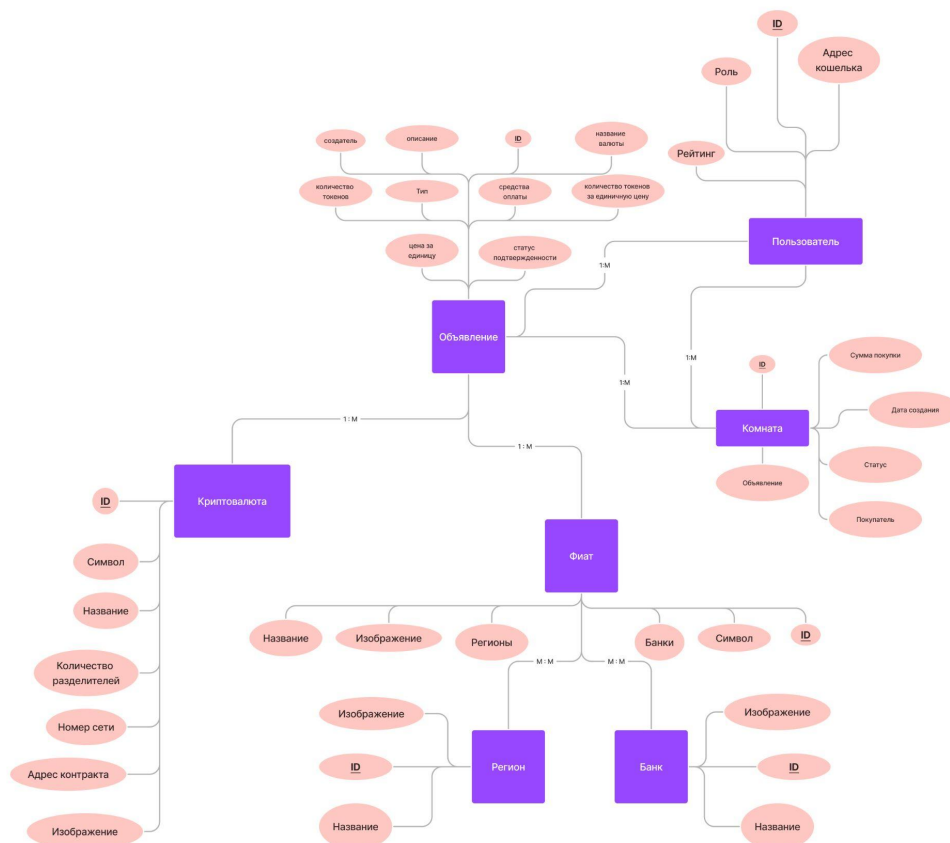 ID
Адрес
кошелька
Роль
Рейтинг
Пользователь
создатель
описание
ID
название
валюты
количество
токенов
Тип
средства
оплаты
количество токенов
за единичную цену
цена за
единицу
статус
подтвержденности
1:M
Объявление
1:M
1:M
ID
Сумма покупки
Дата создания
Комната
Статус
Объявление
Покупатель
1 : M
1 : M
Криптовалюта
ID
Символ
Название
Количество
разделителей
Номер сети
Адрес контракта
Изображение
Фиат
Название
Изображение
Регионы
Банки
Символ
ID
M : M
M : M
Изображение
ID
Название
Регион
Банк
Изображение
ID
Название